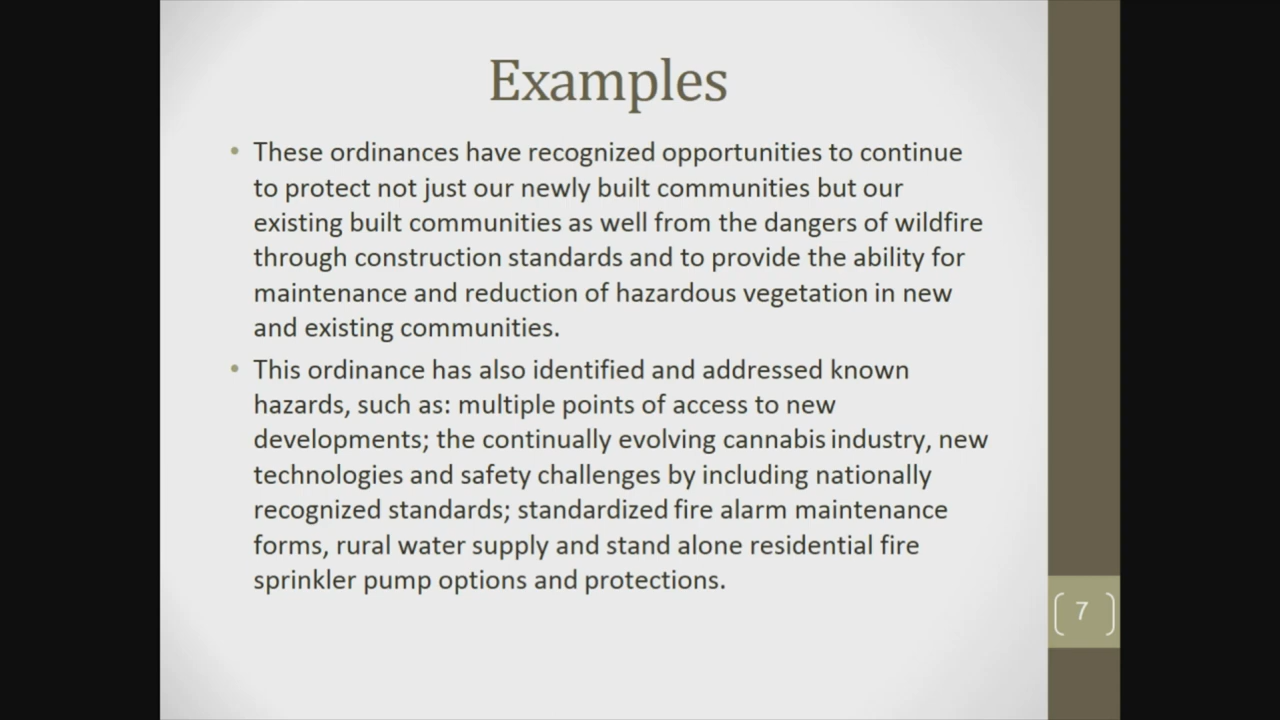 Examples
• These ordinances have recognized opportunities to continue
to protect not just our newly built communities but our
existing built communities as well from the dangers of wildfire
through construction standards and to provide the ability for
maintenance and reduction of hazardous vegetation in new
and existing communities.
• This ordinance has also identified and addressed known
hazards, such as: multiple points of access to new
developments; the continually evolving cannabis industry, new
technologies and safety challenges by including nationally
recognized standards; standardized fire alarm maintenance
forms, rural water supply and stand alone residential fire
sprinkler pump options and protections.
7